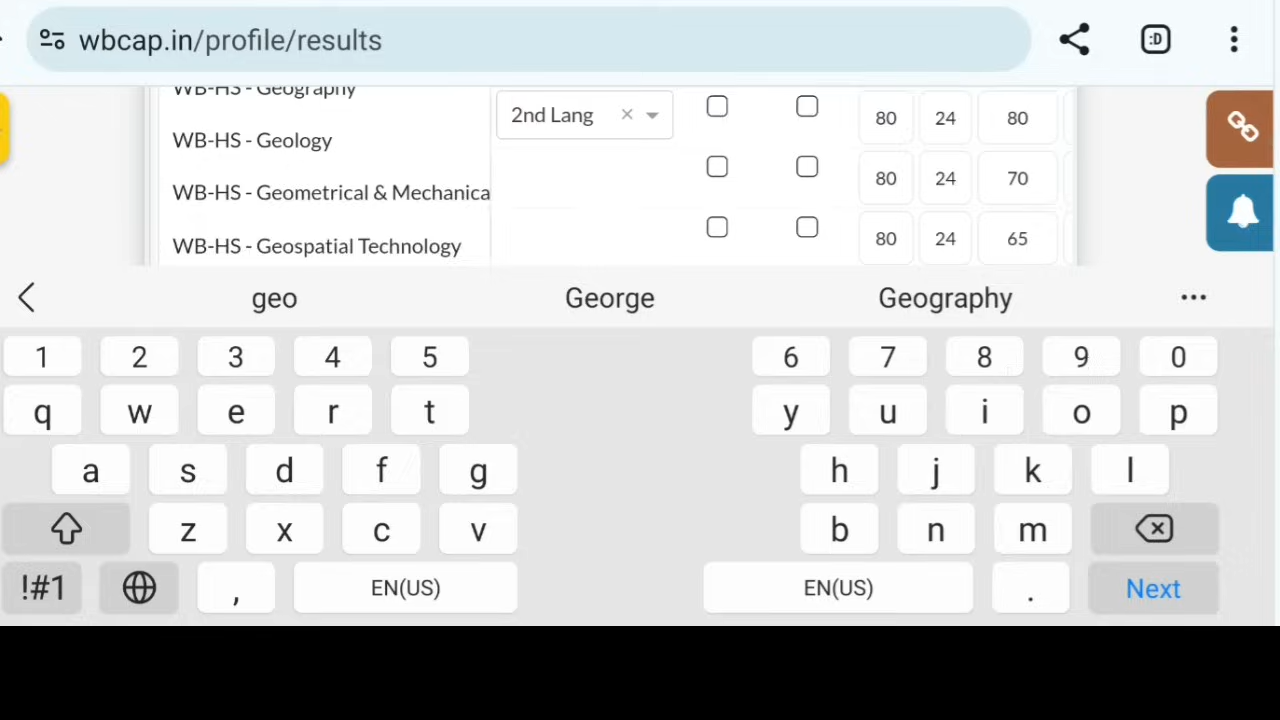 wbcap.in/profile/results
:D
WB-HS - Geography
WB-HS - Geology
WB-HS - Geometrical & Mechanica
WB-HS - Geospatial Technology
2nd Lang × 80 24 80
80 24 70
80 24 65
geo George Geography ...
1 2 3 4 5 6 7 8 9 0
q w e r t y u i o p
a s d f g h j k l
z x c v b n m
!#1 , EN(US) EN(US) . Next